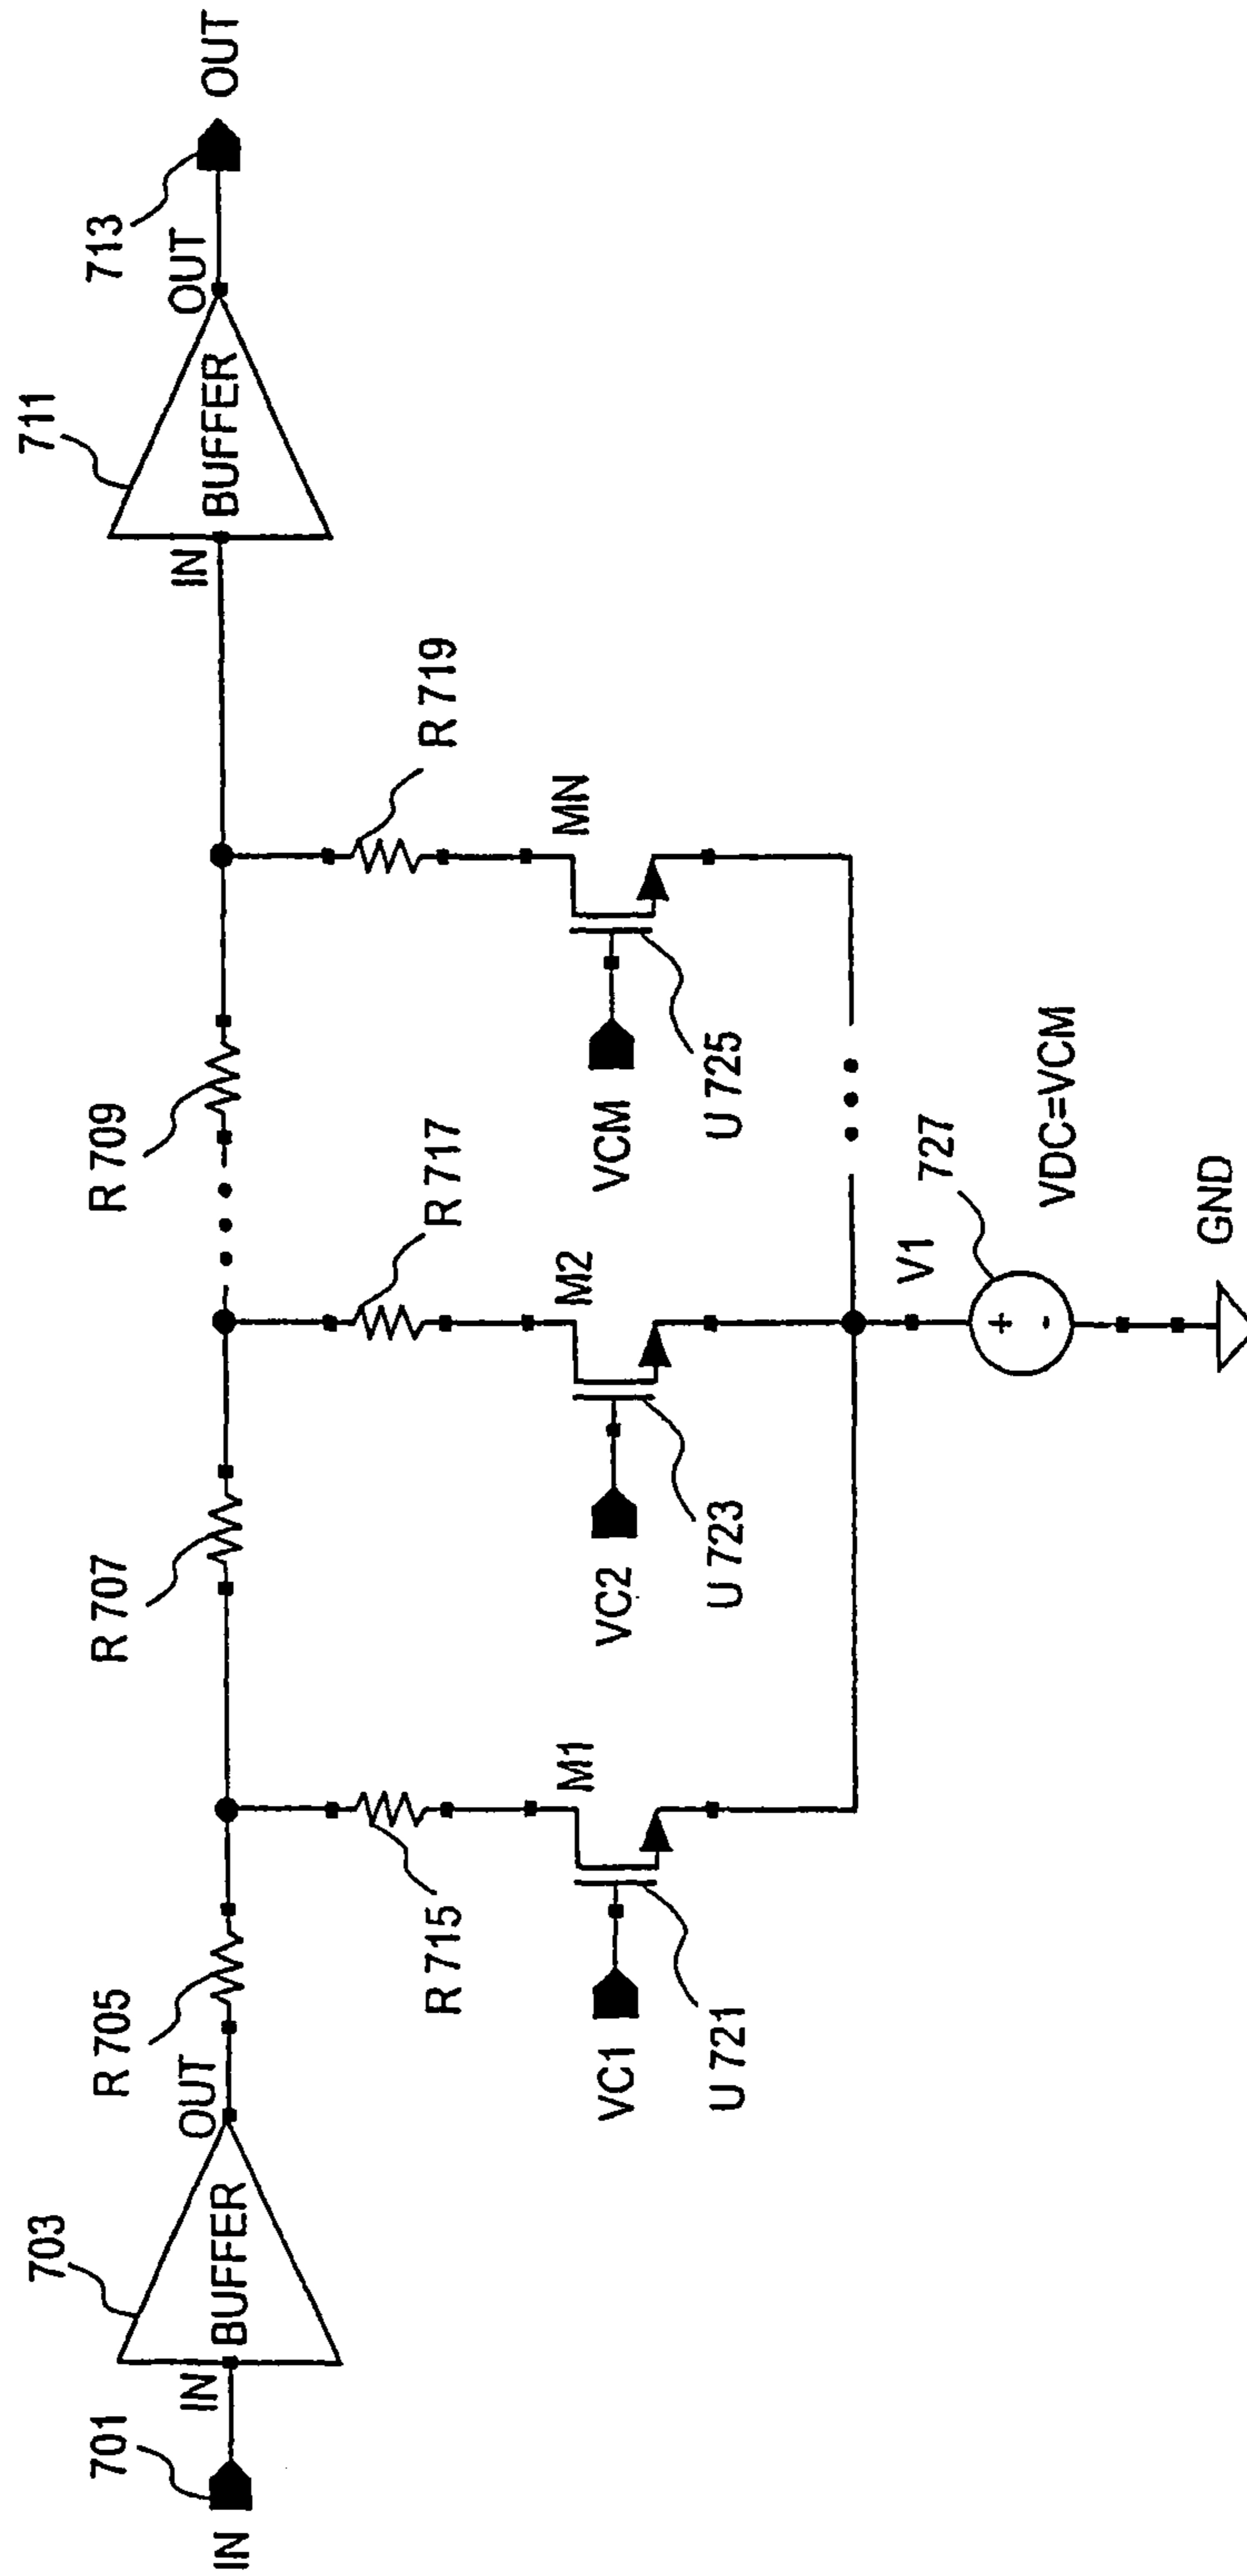 IN
701
IN
BUFFER
703
OUT
R 705
R 707
R 709
IN
BUFFER
711
OUT
713
OUT
R 715
R 717
R 719
M1
M2
MN
VC1
VC2
VCM
U 721
U 723
U 725
V1
727
+
-
VDC=VCM
GND